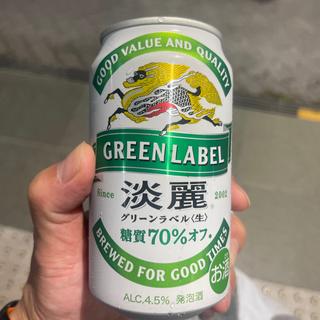 GOOD VALUE AND QUALITY
GREEN LABEL
Since 2002
淡麗
グリーンラベル〈生〉
糖質70%オフ
BREWED FOR GOOD TIMES
お酒
ALC.4.5% 発泡酒